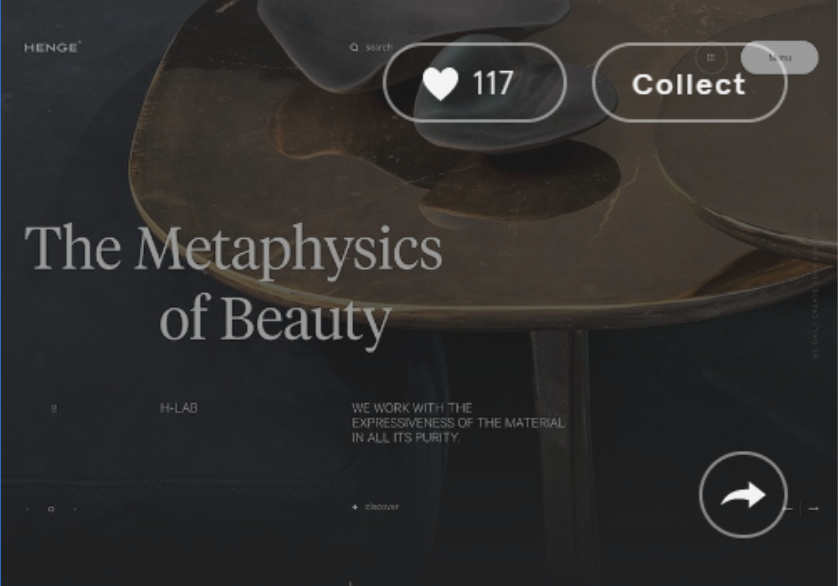 HENGE
search
117
Collect
Menu
The Metaphysics
of Beauty
H-LAB
WE WORK WITH THE
EXPRESSIVENESS OF THE MATERIAL
IN ALL ITS PURITY.
discover